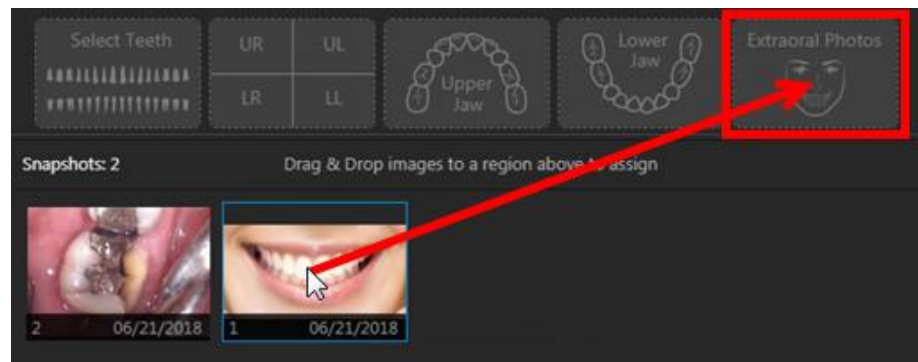 Select Teeth
UR UL
LR LL
Upper
Jaw
Lower
Jaw
Extraoral Photos
Snapshots: 2
Drag & Drop images to a region above to assign
2 06/21/2018
1 06/21/2018